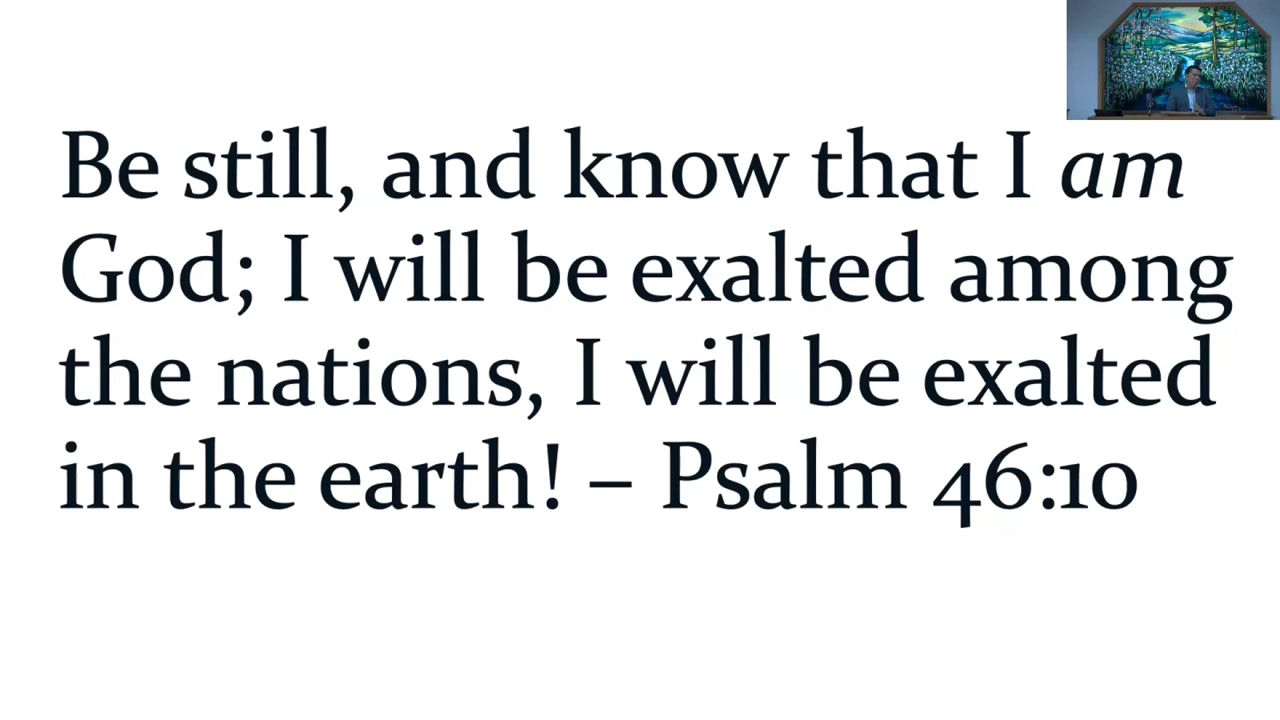 Be still, and know that I am
God; I will be exalted among
the nations, I will be exalted
in the earth! – Psalm 46:10